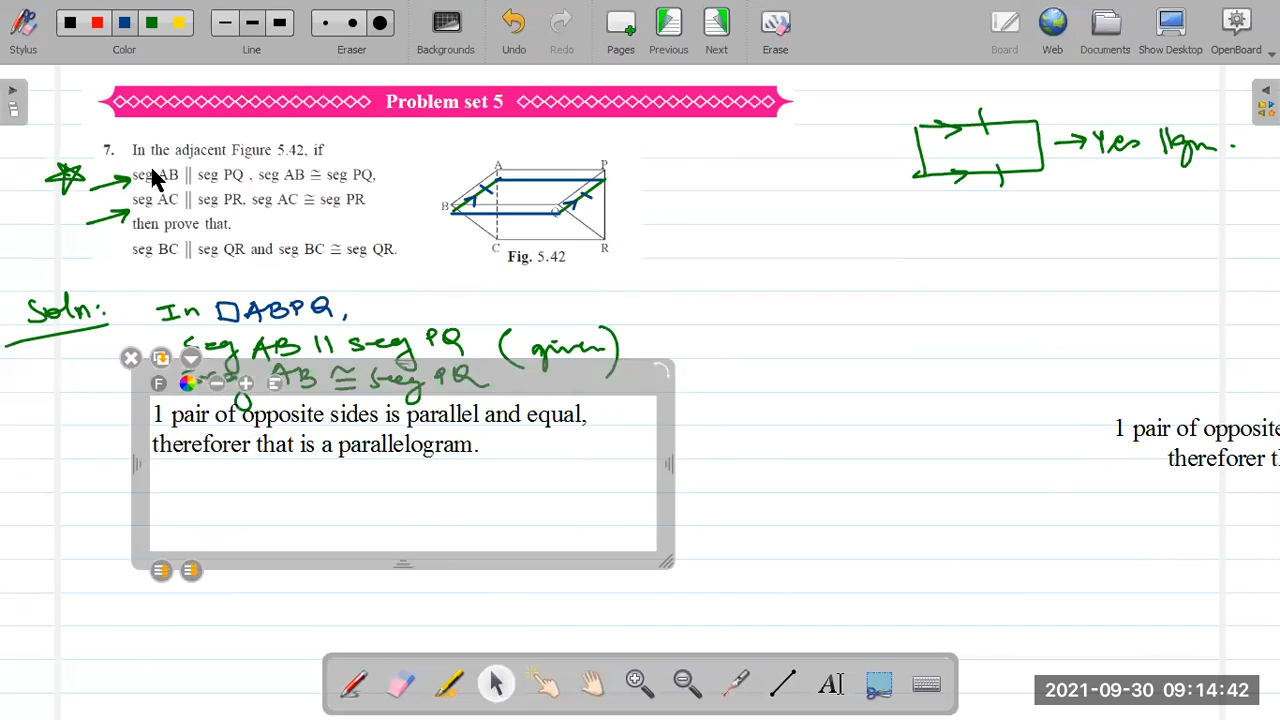 Stylus
Color
Line
Eraser
Backgrounds
Undo
Redo
Pages
Previous
Next
Erase
Board
Web
Documents
Show Desktop
OpenBoard
Problem set 5
7. In the adjacent Figure 5.42, if
seg AB || seg PQ , seg AB ≅ seg PQ,
seg AC || seg PR, seg AC ≅ seg PR
then prove that,
seg BC || seg QR and seg BC ≅ seg QR.
A
P
B
Q
C
R
Fig. 5.42
→ Yes ||gm.
Soln:
In □ABPQ,
seg AB || seg PQ (given)
seg AB ≅ seg PQ
F
1 pair of opposite sides is parallel and equal,
thereforer that is a parallelogram.
1 pair of opposite
thereforer th
AI
2021-09-30 09:14:42